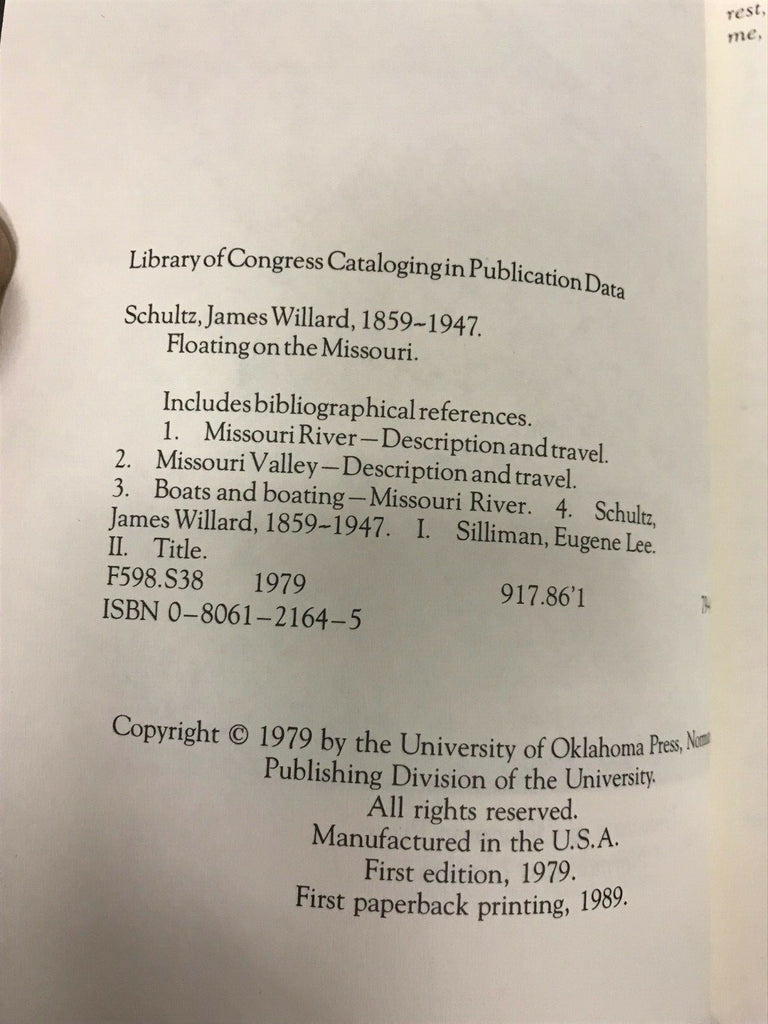 rest,
me,
Library of Congress Cataloging in Publication Data
Schultz, James Willard, 1859–1947.
Floating on the Missouri.
Includes bibliographical references.
1. Missouri River—Description and travel.
2. Missouri Valley—Description and travel.
3. Boats and boating—Missouri River. 4. Schultz,
James Willard, 1859–1947. I. Silliman, Eugene Lee.
II. Title.
F598.S38 1979 917.86'1
ISBN 0–8061–2164–5
Copyright © 1979 by the University of Oklahoma Press,
Publishing Division of the University.
All rights reserved.
Manufactured in the U.S.A.
First edition, 1979.
First paperback printing, 1989.